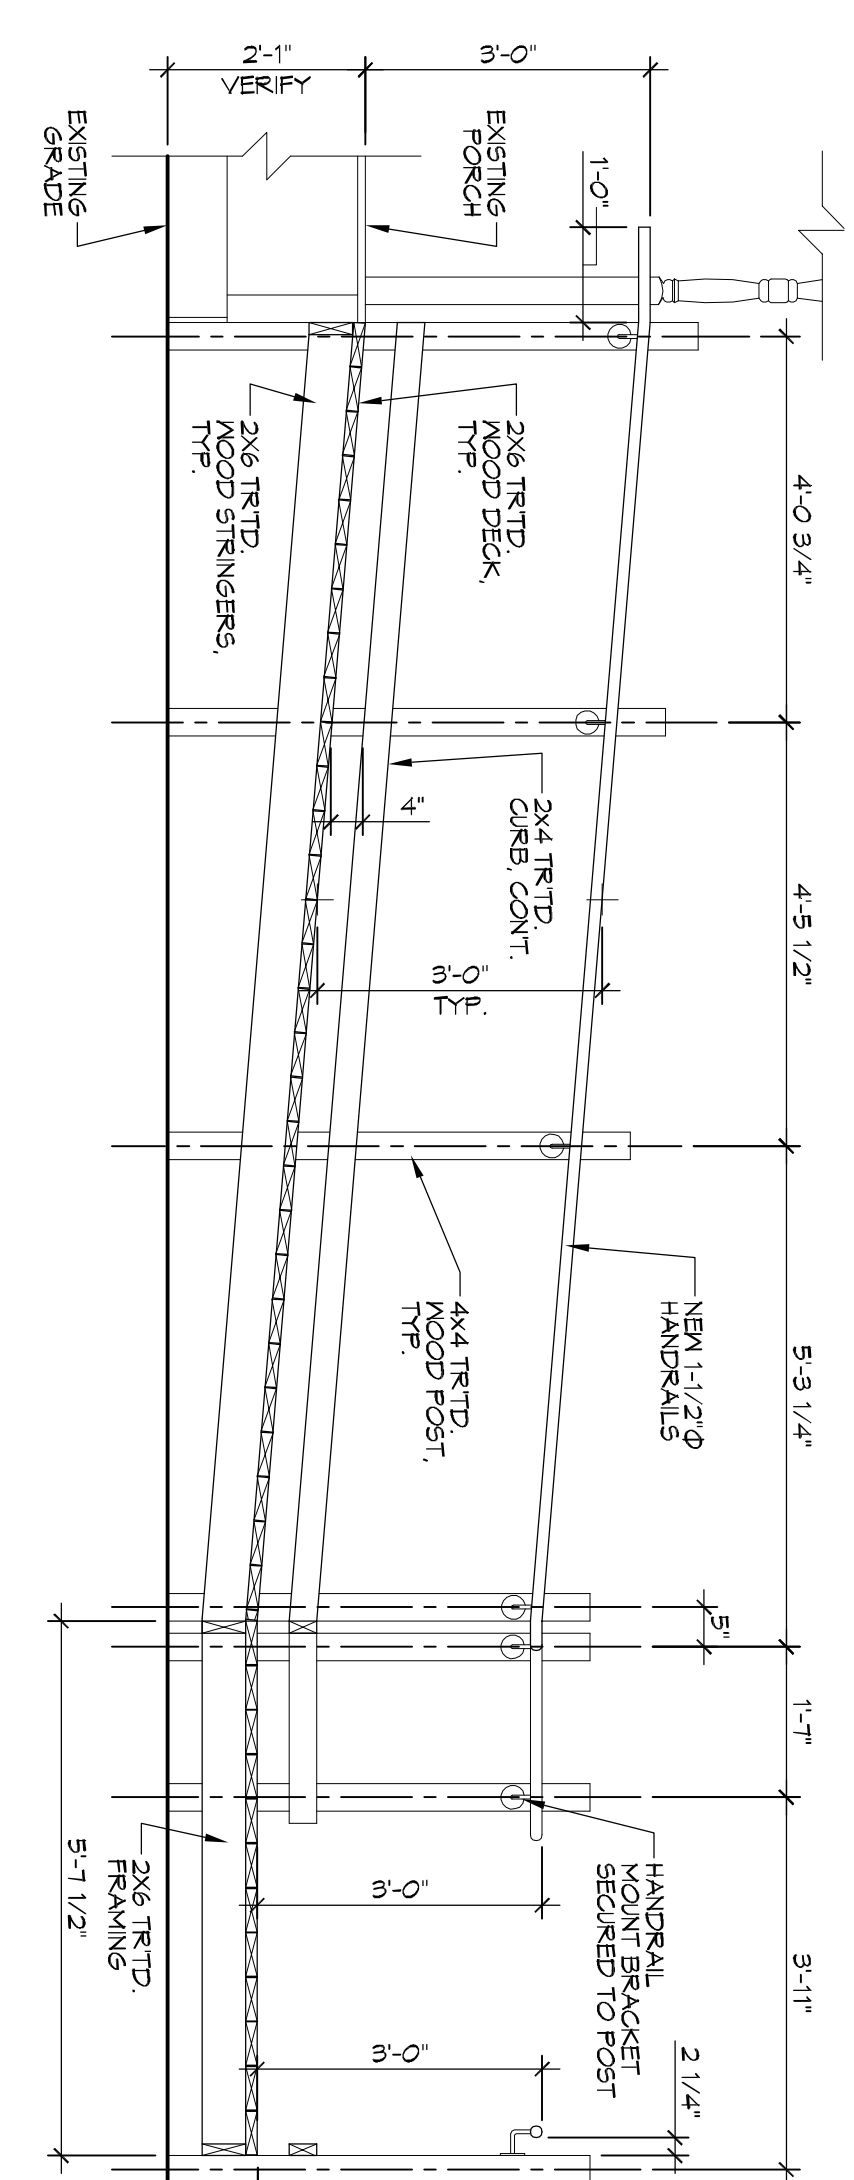 2'-1"
VERIFY
3'-0"
EXISTING
GRADE
EXISTING
PORCH
1'-0"
4'-0 3/4"
2X6 TR'TD.
WOOD STRINGERS,
TYP.
2X6 TR'TD.
WOOD DECK,
TYP.
4"
2X4 TR'TD.
CURB, CON'T.
4'-5 1/2"
3'-0"
TYP.
4X4 TR'TD.
WOOD POST,
TYP.
NEW 1-1/2"Φ
HANDRAILS
5'-3 1/4"
5"
1'-7"
5'-7 1/2"
2X6 TR'TD.
FRAMING
3'-0"
HANDRAIL
MOUNT BRACKET
SECURED TO POST
3'-11"
3'-0"
2 1/4"